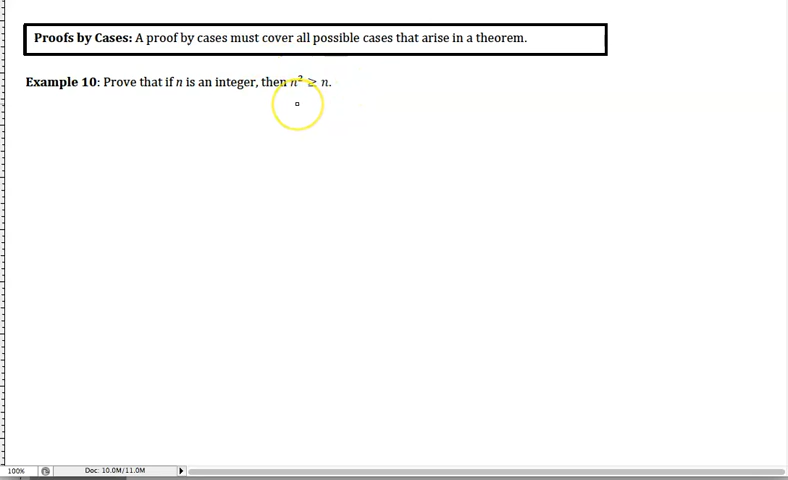 Proofs by Cases: A proof by cases must cover all possible cases that arise in a theorem.
Example 10: Prove that if n is an integer, then n² ≥ n.
100%
Doc: 10.0M/11.0M